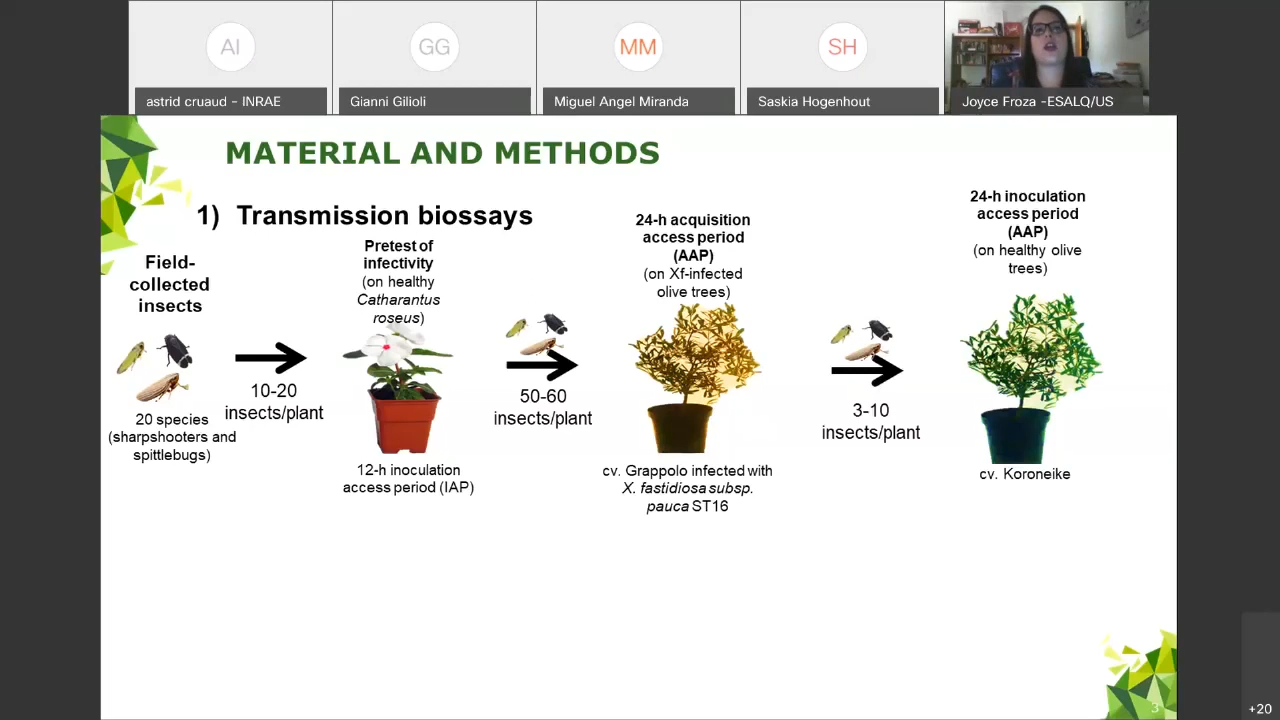 AI
GG
MM
SH
astrid cruaud - INRAE
Gianni Gilioli
Miguel Angel Miranda
Saskia Hogenhout
Joyce Froza -ESALQ/US
MATERIAL AND METHODS
1) Transmission biossays
Field-
collected
insects
20 species
(sharpshooters and
spittlebugs)
10-20
insects/plant
Pretest of
infectivity
(on healthy
Catharantus
roseus)
12-h inoculation
access period (IAP)
50-60
insects/plant
24-h acquisition
access period
(AAP)
(on Xf-infected
olive trees)
cv. Grappolo infected with
X. fastidiosa subsp.
pauca ST16
3-10
insects/plant
24-h inoculation
access period
(AAP)
(on healthy olive
trees)
cv. Koroneike
3
+20